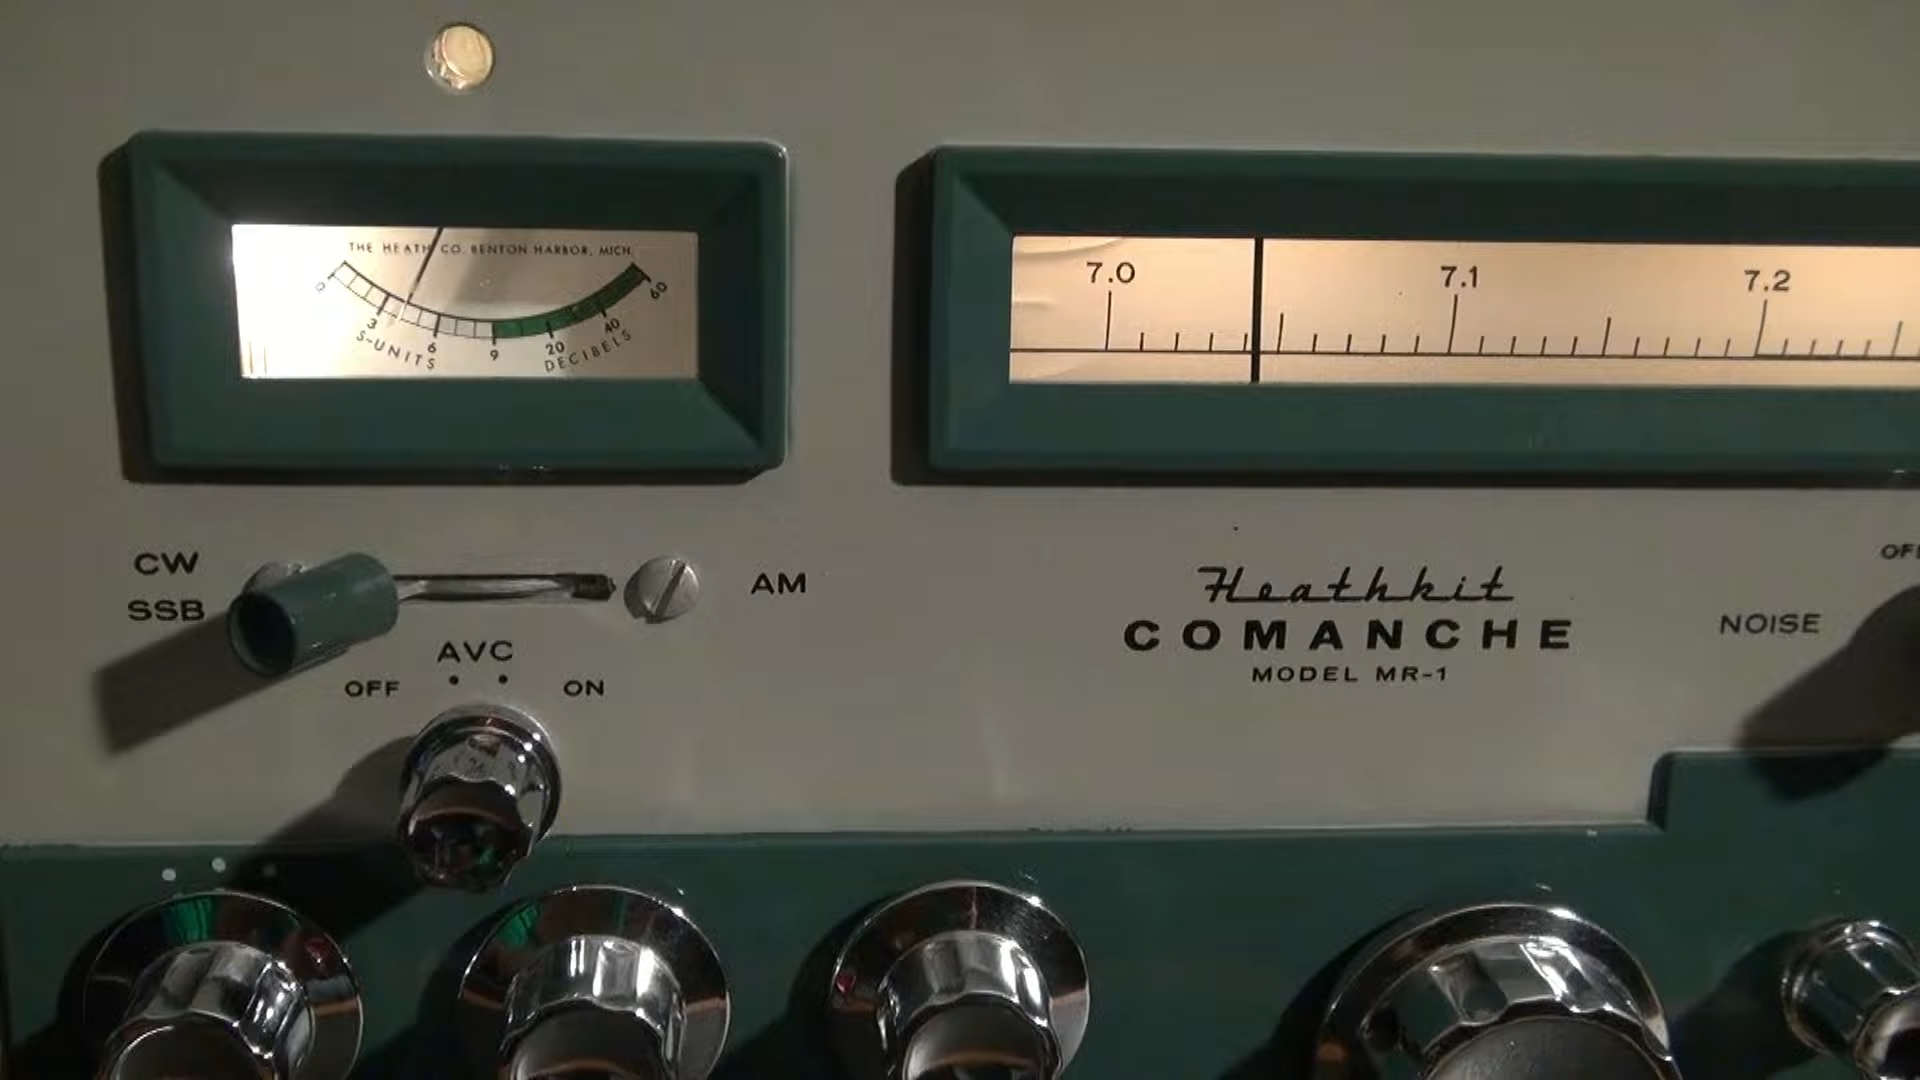 THE HEATH CO. BENTON HARBOR, MICH.
0 3 6 9 20 40 60
S-UNITS DECIBELS
7.0 7.1 7.2
CW
SSB
AM
AVC
OFF ON
Heathkit
COMANCHE
MODEL MR-1
NOISE